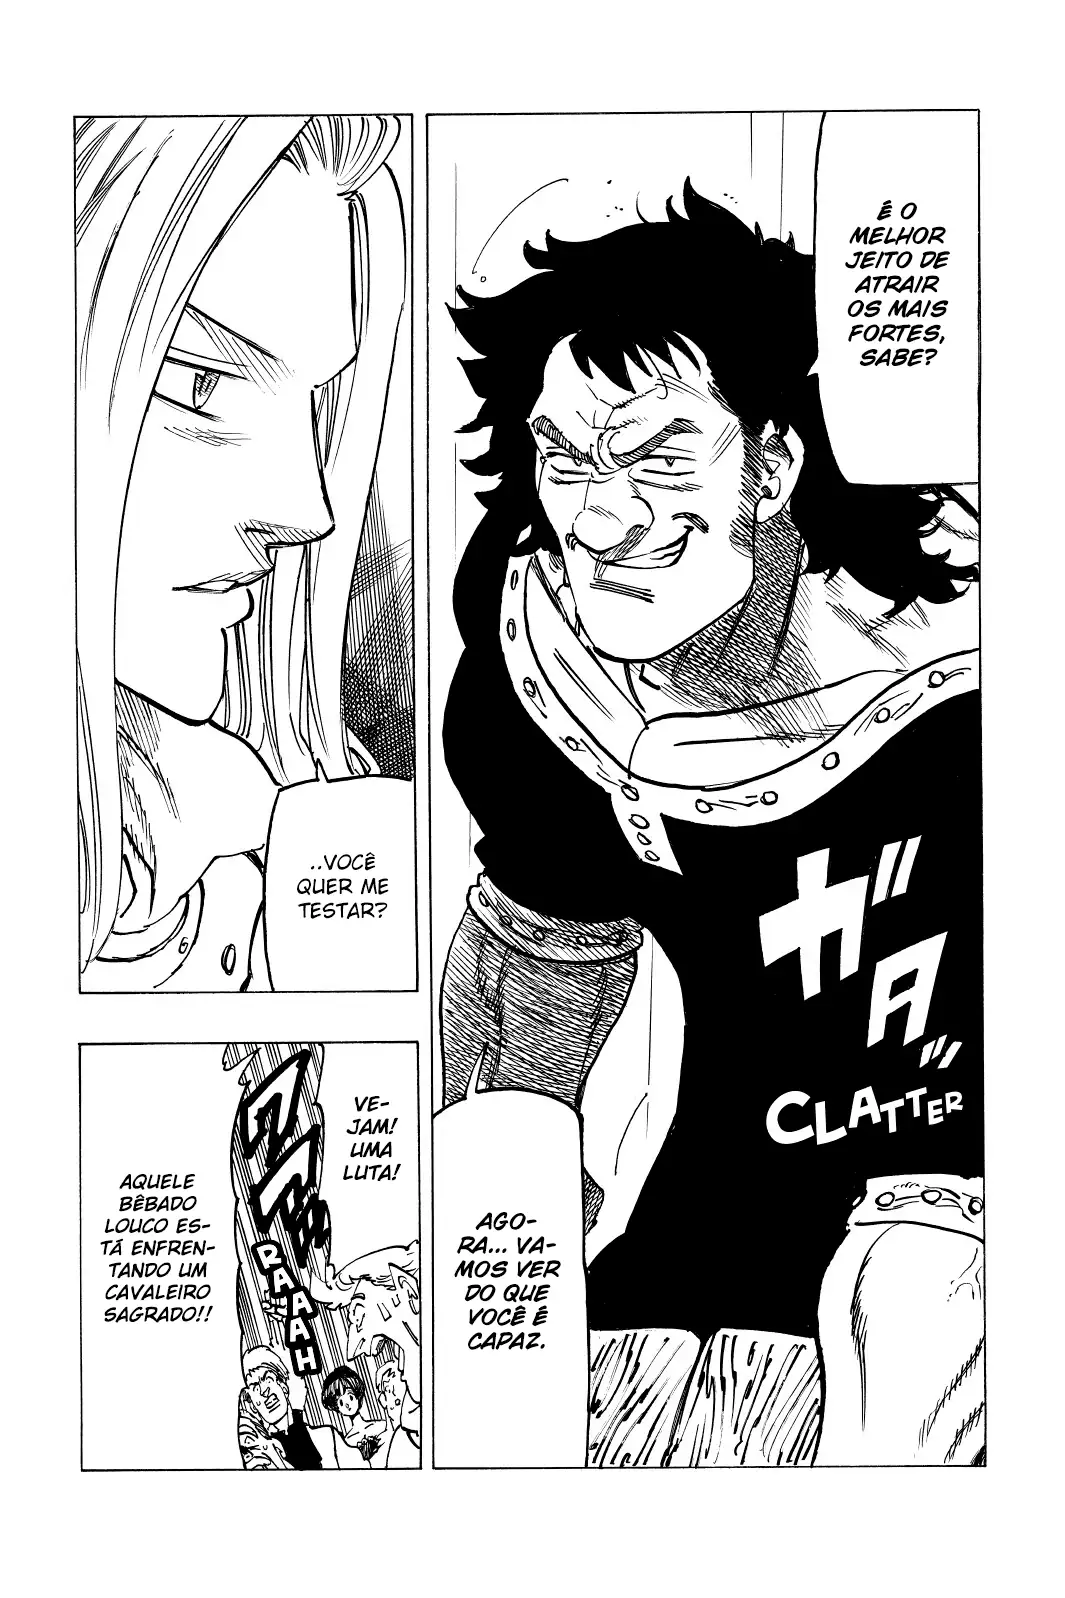 É O
MELHOR
JEITO DE
ATRAIR
OS MAIS
FORTES,
SABE?
..VOCÊ
QUER ME
TESTAR?
ガタ
CLATTER
AGO-
RA... VA-
MOS VER
DO QUE
VOCÊ É
CAPAZ.
VE-
JAM!
UMA
LUTA!
RAAAH
AQUELE
BÊBADO
LOUCO ES-
TÁ ENFREN-
TANDO UM
CAVALEIRO
SAGRADO!!